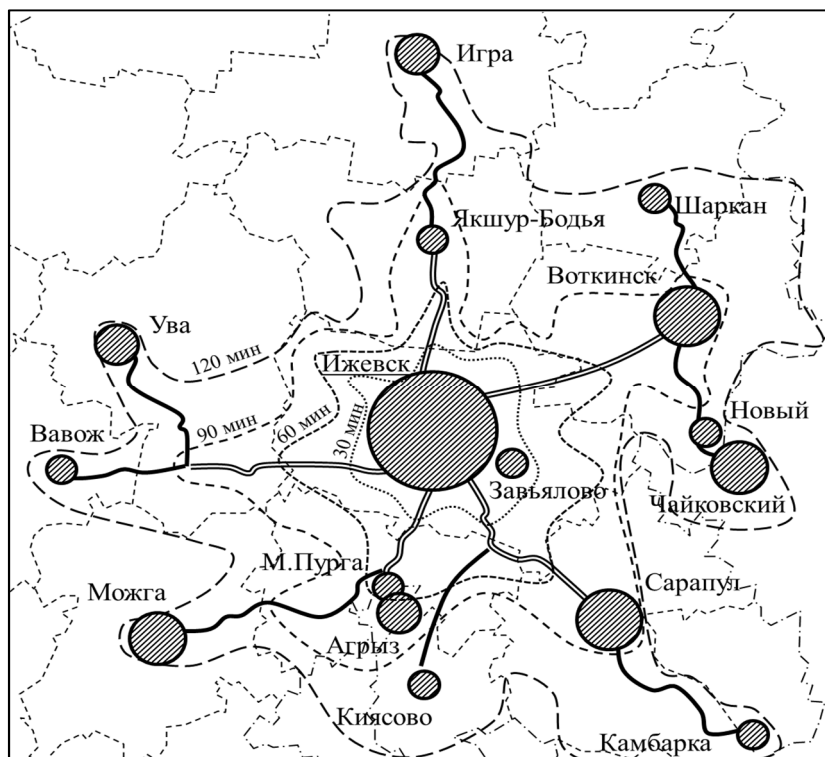 Игра
Шаркан
Якшур-Бодья
Воткинск
Ува
120 мин
Ижевск
90 мин
60 мин
30 мин
Новый
Вавож
Завьялово
Чайковский
М.Пурга
Сарапул
Можга
Агрыз
Киясово
Камбарка